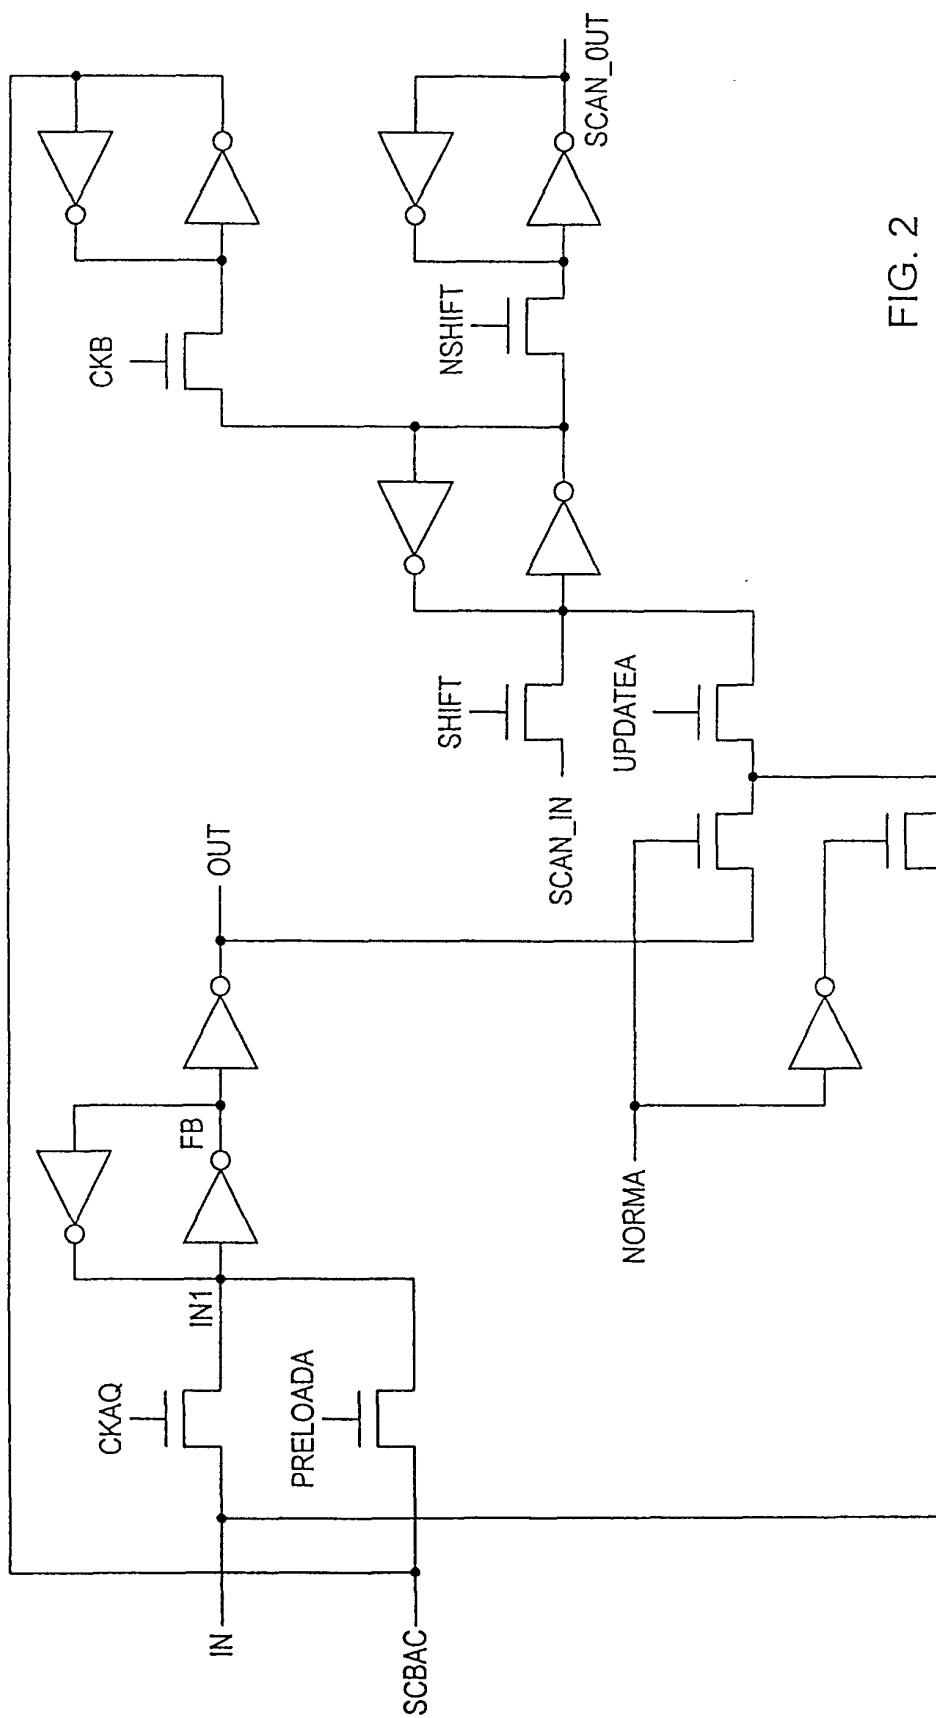 CKB
SCAN_OUT
NSHIFT
SHIFT
SCAN_IN
UPDATEA
OUT
FB
IN1
CKAQ
PRELOADA
IN
SCBAC
NORMA
FIG. 2